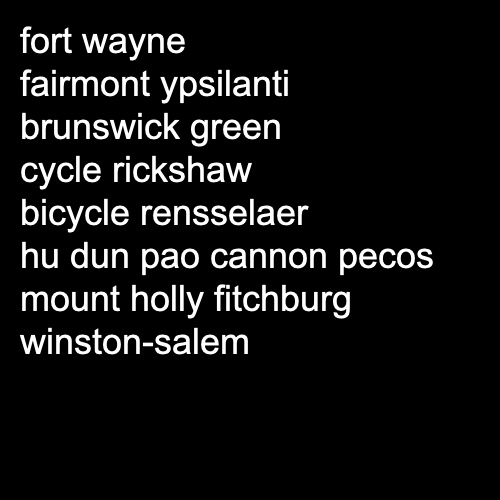 fort wayne
fairmont ypsilanti
brunswick green
cycle rickshaw
bicycle rensselaer
hu dun pao cannon pecos
mount holly fitchburg
winston-salem